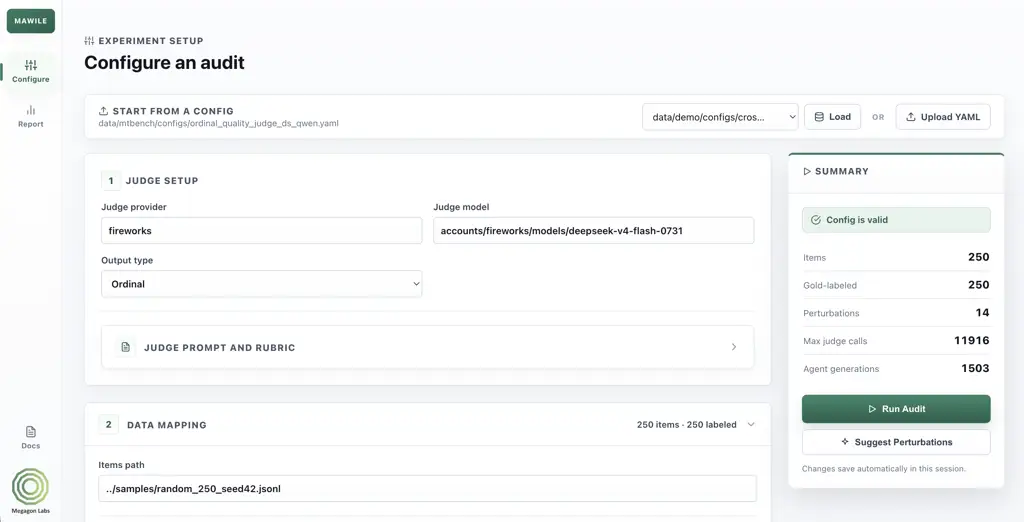 MAWILE
Configure
Report
Docs
Megagon Labs
EXPERIMENT SETUP
Configure an audit
START FROM A CONFIG
data/mtbench/configs/ordinal_quality_judge_ds_qwen.yaml
data/demo/configs/cros...
Load
OR
Upload YAML
1 JUDGE SETUP
Judge provider
fireworks
Judge model
accounts/fireworks/models/deepseek-v4-flash-0731
Output type
Ordinal
JUDGE PROMPT AND RUBRIC
2 DATA MAPPING
250 items · 250 labeled
Items path
../samples/random_250_seed42.jsonl
SUMMARY
Config is valid
Items 250
Gold-labeled 250
Perturbations 14
Max judge calls 11916
Agent generations 1503
Run Audit
Suggest Perturbations
Changes save automatically in this session.